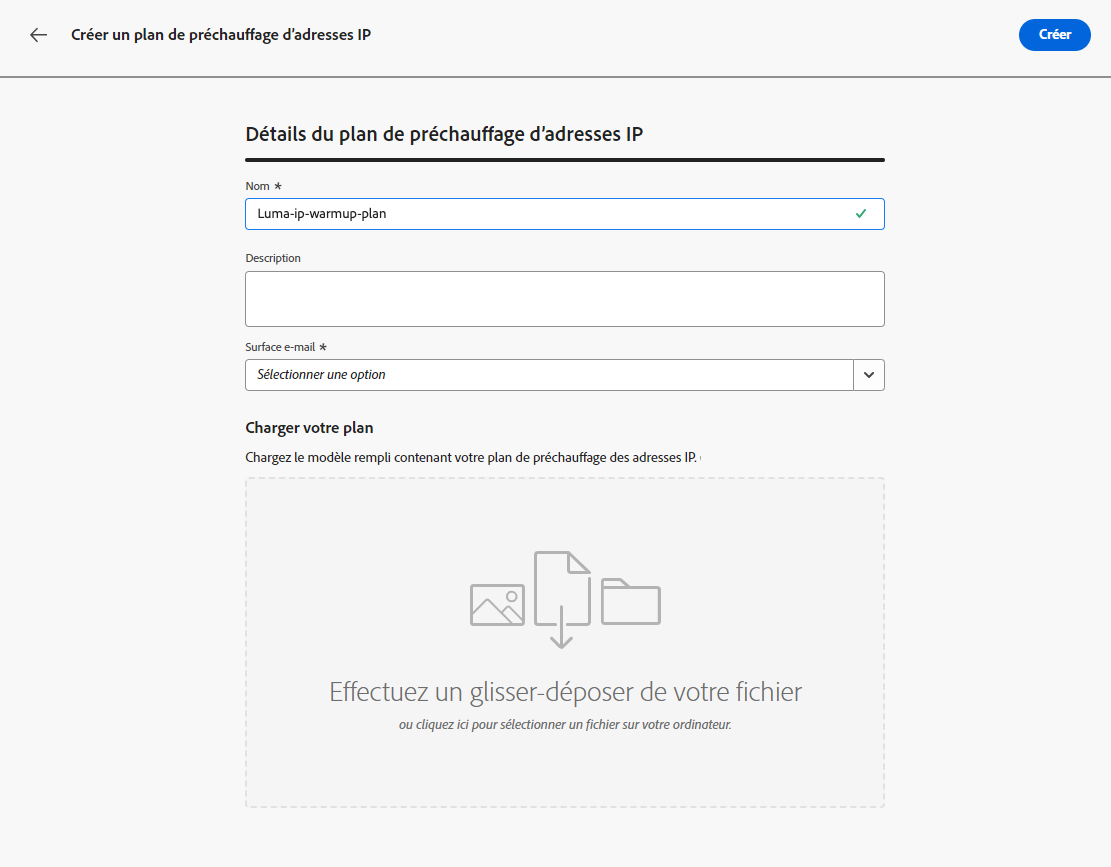 Créer un plan de préchauffage d’adresses IP
Créer
Détails du plan de préchauffage d’adresses IP
Nom *
Luma-ip-warmup-plan
Description
Surface e-mail *
Sélectionner une option
Charger votre plan
Chargez le modèle rempli contenant votre plan de préchauffage des adresses IP.
Effectuez un glisser-déposer de votre fichier
ou cliquez ici pour sélectionner un fichier sur votre ordinateur.